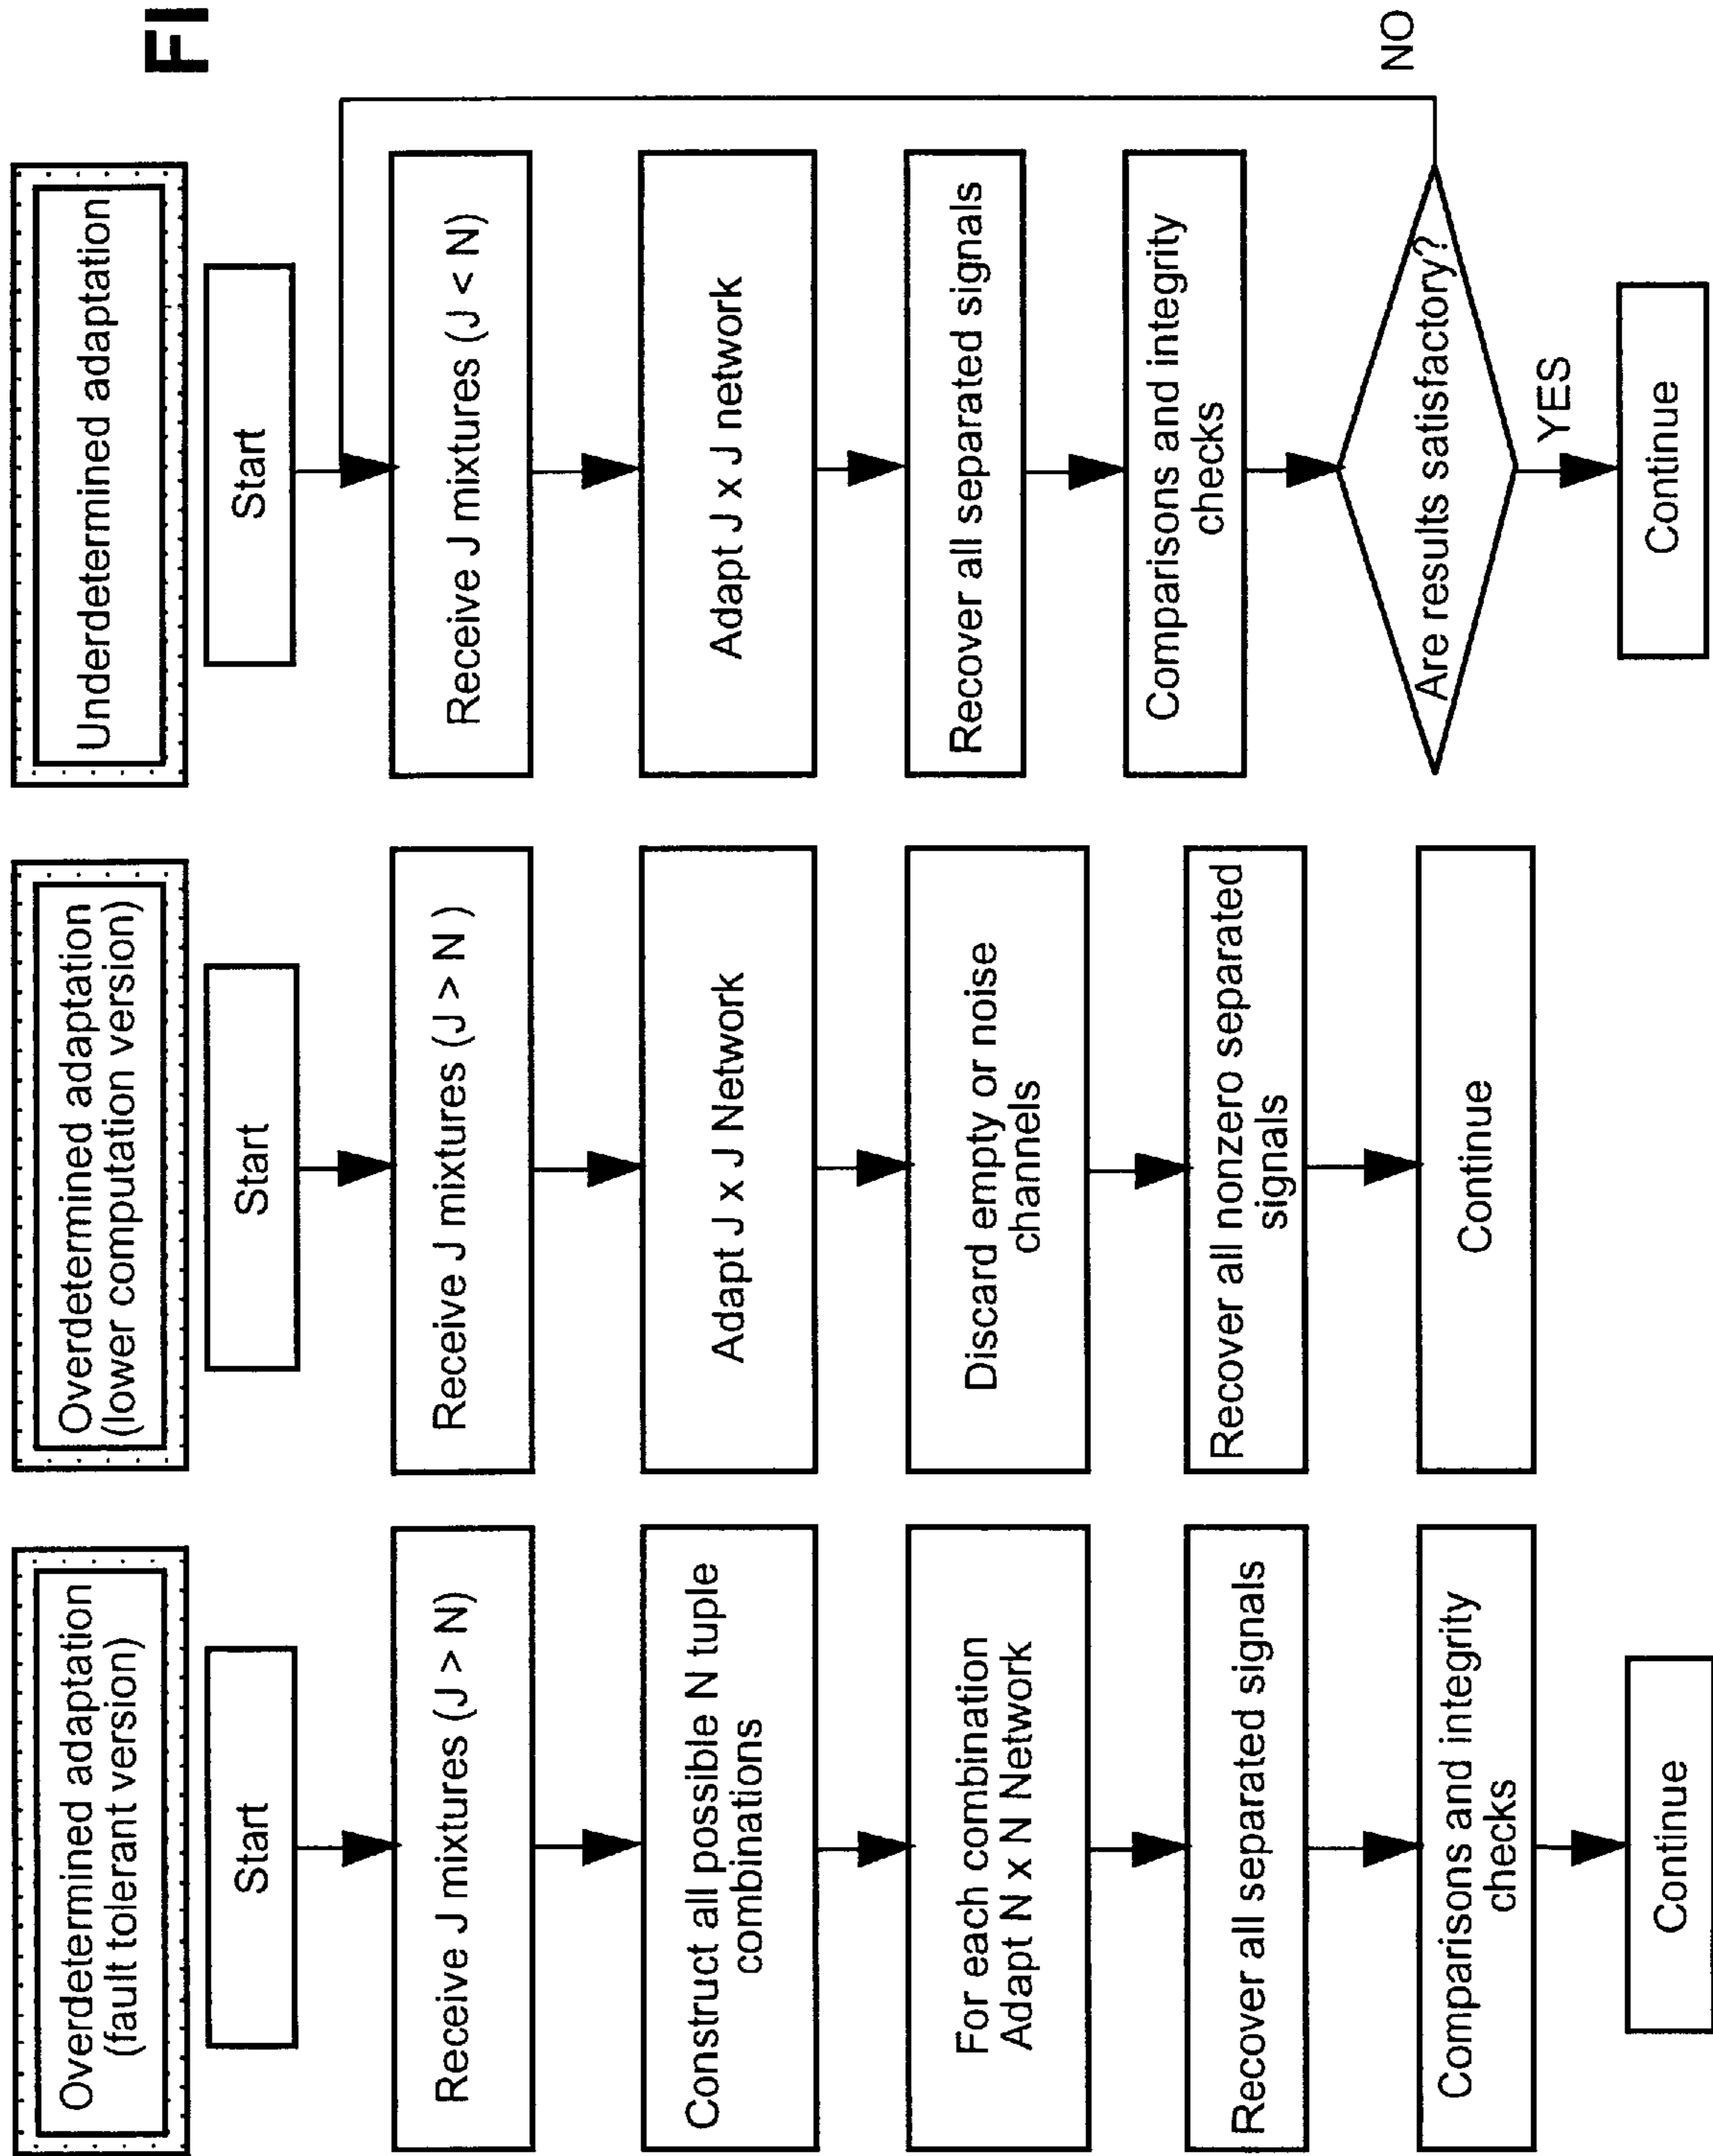 FI
Overdetermined adaptation
(fault tolerant version)
Start
Receive J mixtures (J > N)
Construct all possible N tuple
combinations
For each combination
Adapt N x N Network
Recover all separated signals
Comparisons and integrity
checks
Continue
Overdetermined adaptation
(lower computation version)
Start
Receive J mixtures (J > N )
Adapt J x J Network
Discard empty or noise
channels
Recover all nonzero separated
signals
Continue
Underdetermined adaptation
Start
Receive J mixtures (J < N)
Adapt J x J network
Recover all separated signals
Comparisons and integrity
checks
Are results satisfactory?
NO
YES
Continue